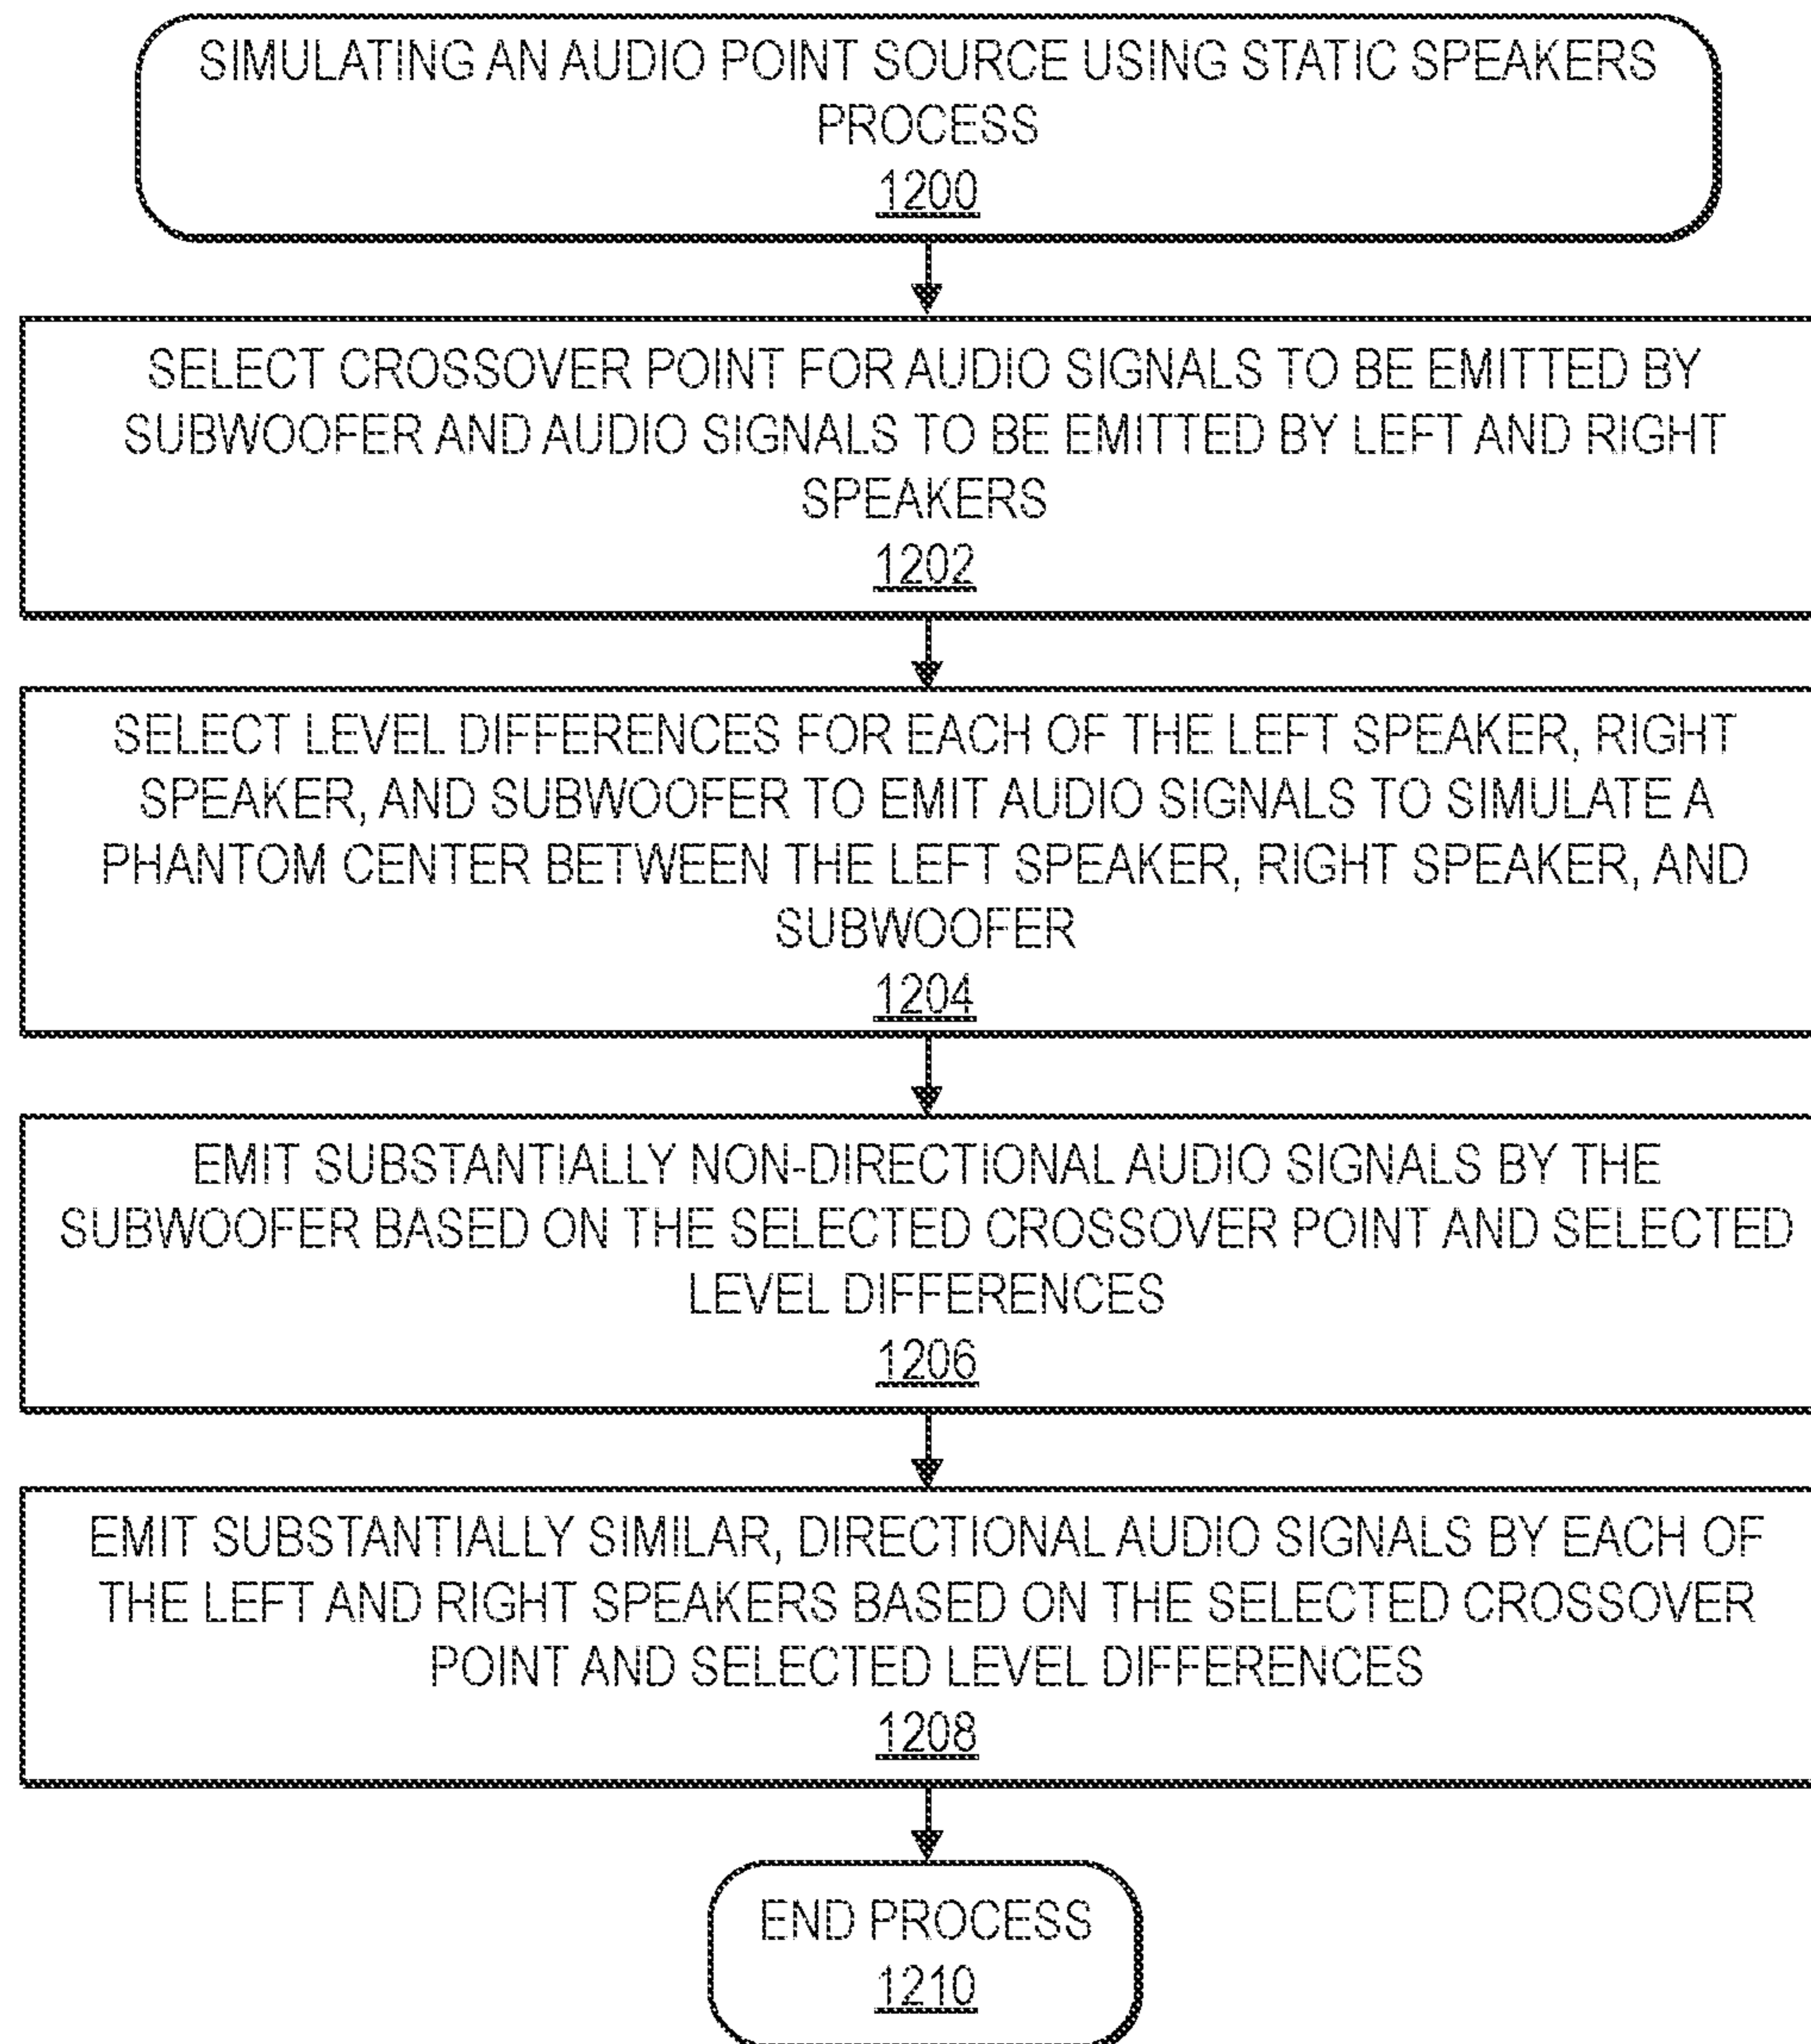 SIMULATING AN AUDIO POINT SOURCE USING STATIC SPEAKERS
PROCESS
1200
SELECT CROSSOVER POINT FOR AUDIO SIGNALS TO BE EMITTED BY
SUBWOOFER AND AUDIO SIGNALS TO BE EMITTED BY LEFT AND RIGHT
SPEAKERS
1202
SELECT LEVEL DIFFERENCES FOR EACH OF THE LEFT SPEAKER, RIGHT
SPEAKER, AND SUBWOOFER TO EMIT AUDIO SIGNALS TO SIMULATE A
PHANTOM CENTER BETWEEN THE LEFT SPEAKER, RIGHT SPEAKER, AND
SUBWOOFER
1204
EMIT SUBSTANTIALLY NON-DIRECTIONAL AUDIO SIGNALS BY THE
SUBWOOFER BASED ON THE SELECTED CROSSOVER POINT AND SELECTED
LEVEL DIFFERENCES
1206
EMIT SUBSTANTIALLY SIMILAR, DIRECTIONAL AUDIO SIGNALS BY EACH OF
THE LEFT AND RIGHT SPEAKERS BASED ON THE SELECTED CROSSOVER
POINT AND SELECTED LEVEL DIFFERENCES
1208
END PROCESS
1210